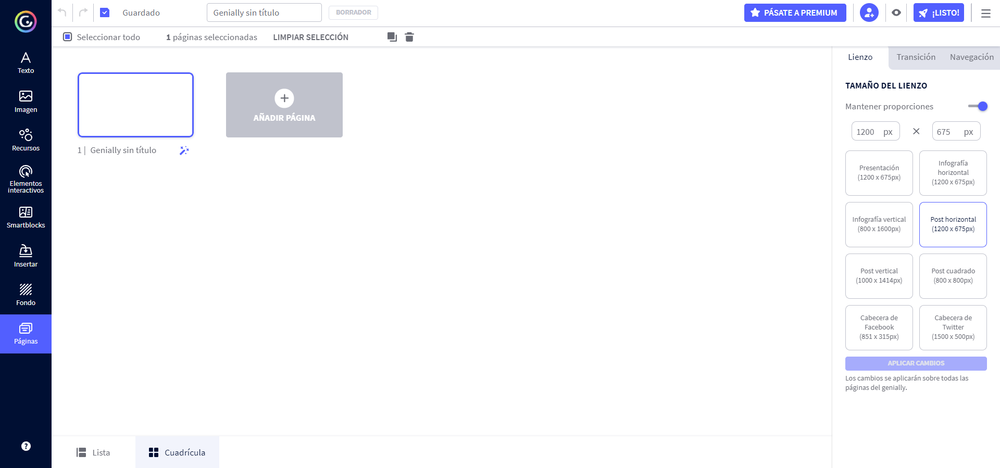 Guardado
Genially sin título
BORRADOR
PÁSATE A PREMIUM
¡LISTO!
Seleccionar todo
1 páginas seleccionadas
LIMPIAR SELECCIÓN
Texto
Imagen
Recursos
Elementos
interactivos
Smartblocks
Insertar
Fondo
Páginas
?
AÑADIR PÁGINA
1 | Genially sin título
Lista
Cuadrícula
Lienzo
Transición
Navegación
TAMAÑO DEL LIENZO
Mantener proporciones
1200 px
675 px
Presentación
(1200 x 675px)
Infografía
horizontal
(1200 x 675px)
Infografía vertical
(800 x 1600px)
Post horizontal
(1200 x 675px)
Post vertical
(1000 x 1414px)
Post cuadrado
(800 x 800px)
Cabecera de
Facebook
(851 x 315px)
Cabecera de
Twitter
(1500 x 500px)
APLICAR CAMBIOS
Los cambios se aplicarán sobre todas las
páginas del genially.